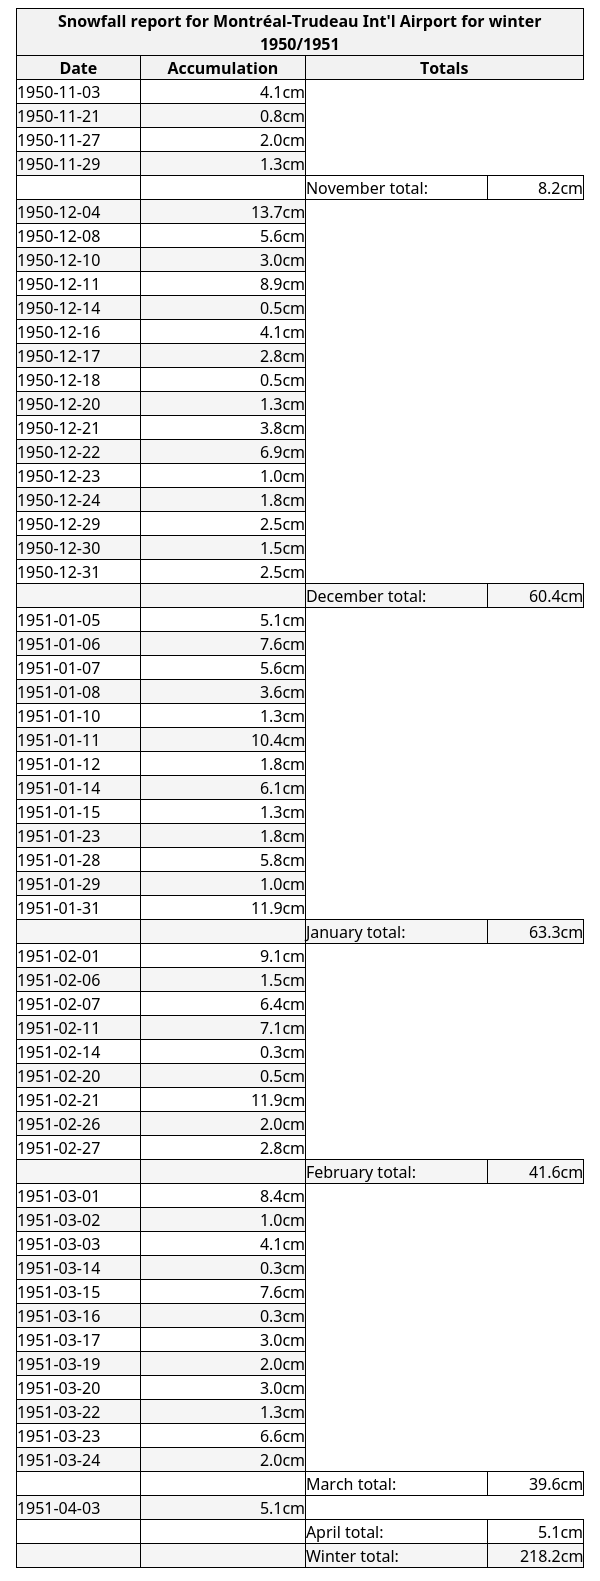 Snowfall report for Montréal-Trudeau Int'l Airport for winter
1950/1951
Date Accumulation Totals
1950-11-03 4.1cm
1950-11-21 0.8cm
1950-11-27 2.0cm
1950-11-29 1.3cm
November total: 8.2cm
1950-12-04 13.7cm
1950-12-08 5.6cm
1950-12-10 3.0cm
1950-12-11 8.9cm
1950-12-14 0.5cm
1950-12-16 4.1cm
1950-12-17 2.8cm
1950-12-18 0.5cm
1950-12-20 1.3cm
1950-12-21 3.8cm
1950-12-22 6.9cm
1950-12-23 1.0cm
1950-12-24 1.8cm
1950-12-29 2.5cm
1950-12-30 1.5cm
1950-12-31 2.5cm
December total: 60.4cm
1951-01-05 5.1cm
1951-01-06 7.6cm
1951-01-07 5.6cm
1951-01-08 3.6cm
1951-01-10 1.3cm
1951-01-11 10.4cm
1951-01-12 1.8cm
1951-01-14 6.1cm
1951-01-15 1.3cm
1951-01-23 1.8cm
1951-01-28 5.8cm
1951-01-29 1.0cm
1951-01-31 11.9cm
January total: 63.3cm
1951-02-01 9.1cm
1951-02-06 1.5cm
1951-02-07 6.4cm
1951-02-11 7.1cm
1951-02-14 0.3cm
1951-02-20 0.5cm
1951-02-21 11.9cm
1951-02-26 2.0cm
1951-02-27 2.8cm
February total: 41.6cm
1951-03-01 8.4cm
1951-03-02 1.0cm
1951-03-03 4.1cm
1951-03-14 0.3cm
1951-03-15 7.6cm
1951-03-16 0.3cm
1951-03-17 3.0cm
1951-03-19 2.0cm
1951-03-20 3.0cm
1951-03-22 1.3cm
1951-03-23 6.6cm
1951-03-24 2.0cm
March total: 39.6cm
1951-04-03 5.1cm
April total: 5.1cm
Winter total: 218.2cm